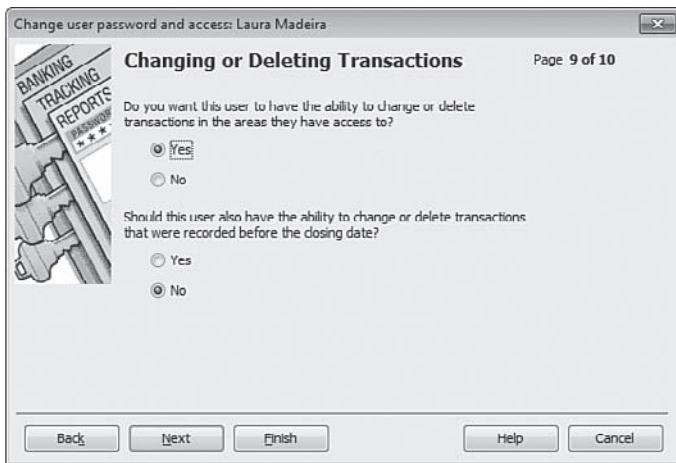 Change user password and access: Laura Madeira
BANKING
TRACKING
REPORTS
PASSWORD
****
Changing or Deleting Transactions
Page 9 of 10
Do you want this user to have the ability to change or delete
transactions in the areas they have access to?
Yes
No
Should this user also have the ability to change or delete transactions
that were recorded before the closing date?
Yes
No
Back
Next
Finish
Help
Cancel